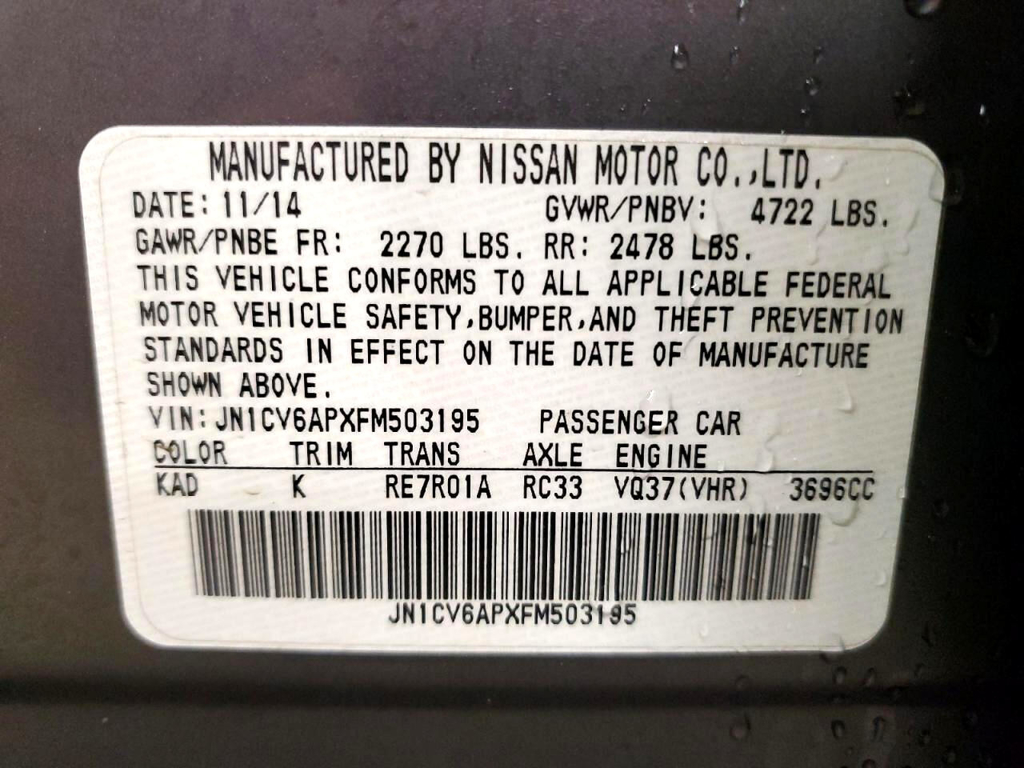 MANUFACTURED BY NISSAN MOTOR CO.,LTD.
DATE: 11/14 GVWR/PNBV: 4722 LBS.
GAWR/PNBE FR: 2270 LBS. RR: 2478 LBS.
THIS VEHICLE CONFORMS TO ALL APPLICABLE FEDERAL
MOTOR VEHICLE SAFETY,BUMPER,AND THEFT PREVENTION
STANDARDS IN EFFECT ON THE DATE OF MANUFACTURE
SHOWN ABOVE.
VIN:JN1CV6APXFM503195 PASSENGER CAR
COLOR TRIM TRANS AXLE ENGINE
KAD K RE7R01A RC33 VQ37(VHR) 3696CC
JN1CV6APXFM503195